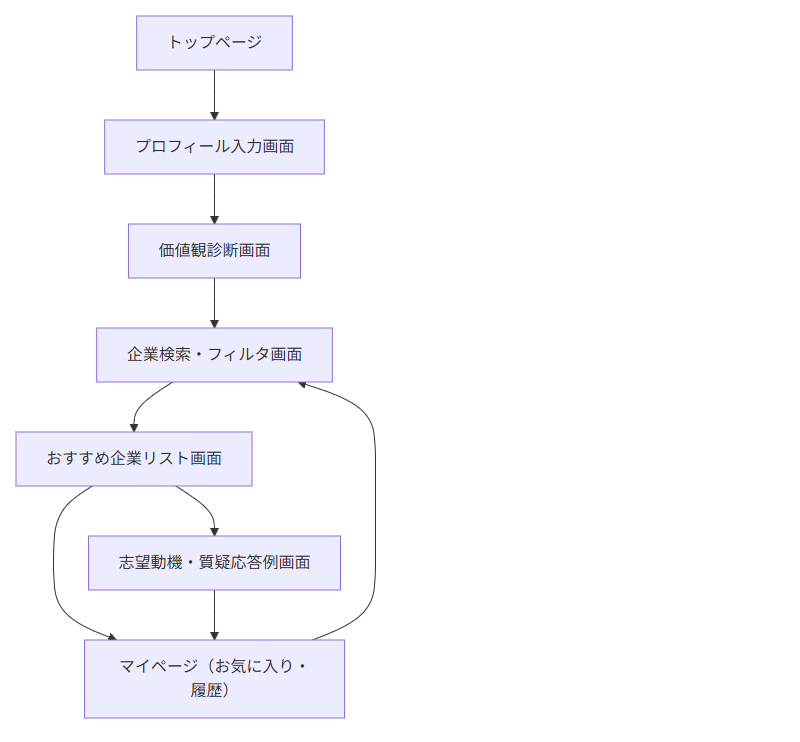 トップページ
プロフィール入力画面
価値観診断画面
企業検索・フィルタ画面
おすすめ企業リスト画面
志望動機・質疑応答例画面
マイページ（お気に入り・
履歴）